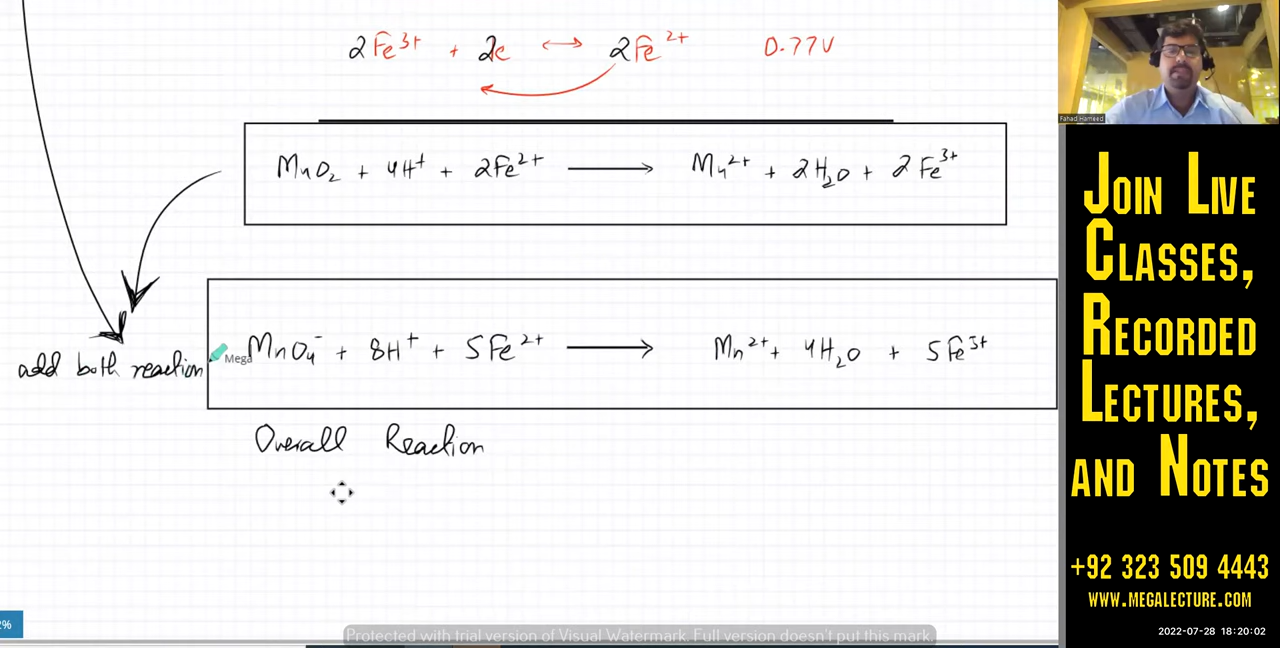 2Fe³⁺ + 2e ↔ 2Fe²⁺ 0.77V
MnO₂ + 4H⁺ + 2Fe²⁺ → Mn²⁺ + 2H₂O + 2Fe³⁺
MnO₄⁻ + 8H⁺ + 5Fe²⁺ → Mn²⁺ + 4H₂O + 5Fe³⁺
Mega
add both reaction
Overall Reaction
2%
Protected with trial version of Visual Watermark. Full version doesn't put this mark.
Fahad Hameed
JOIN LIVE
CLASSES,
RECORDED
LECTURES,
AND NOTES
+92 323 509 4443
WWW.MEGALECTURE.COM
2022-07-28 18:20:02